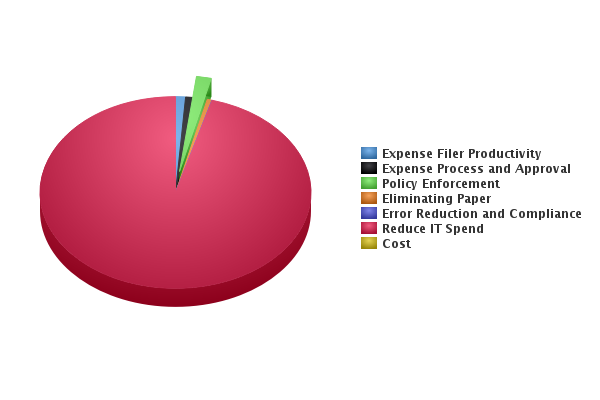 Expense Filer Productivity
Expense Process and Approval
Policy Enforcement
Eliminating Paper
Error Reduction and Compliance
Reduce IT Spend
Cost